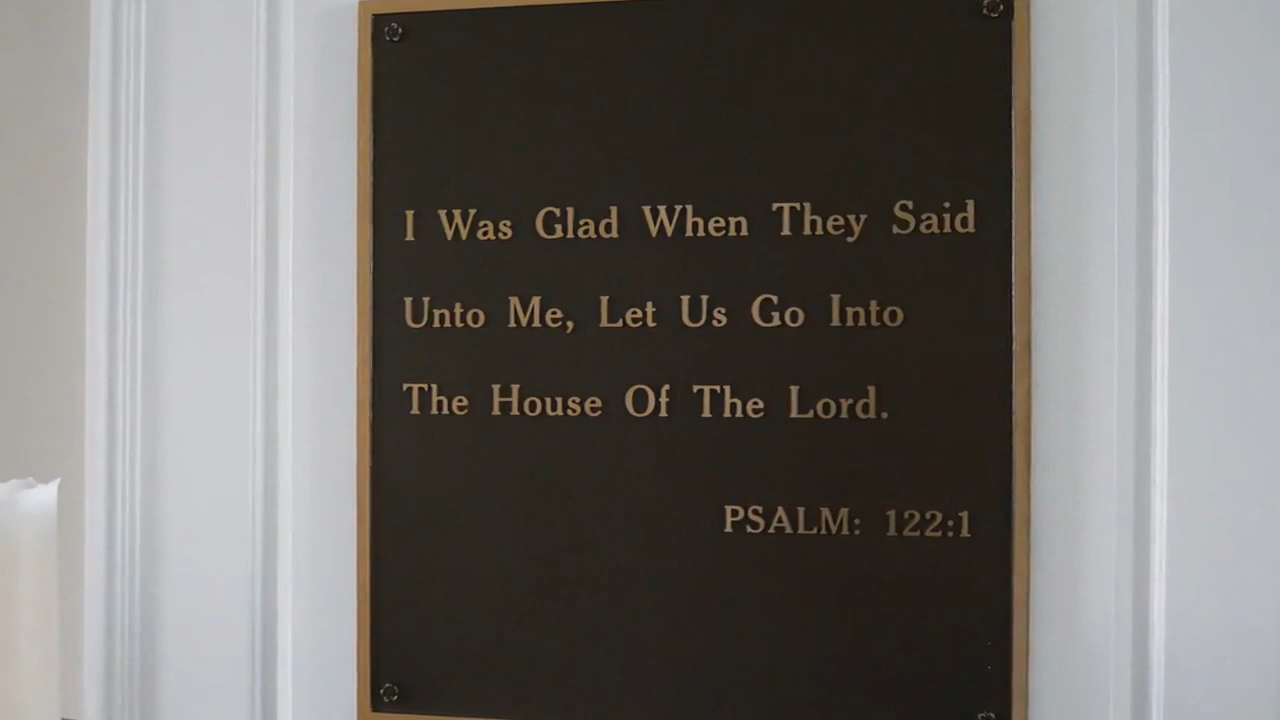 I Was Glad When They Said
Unto Me, Let Us Go Into
The House Of The Lord.
PSALM: 122:1